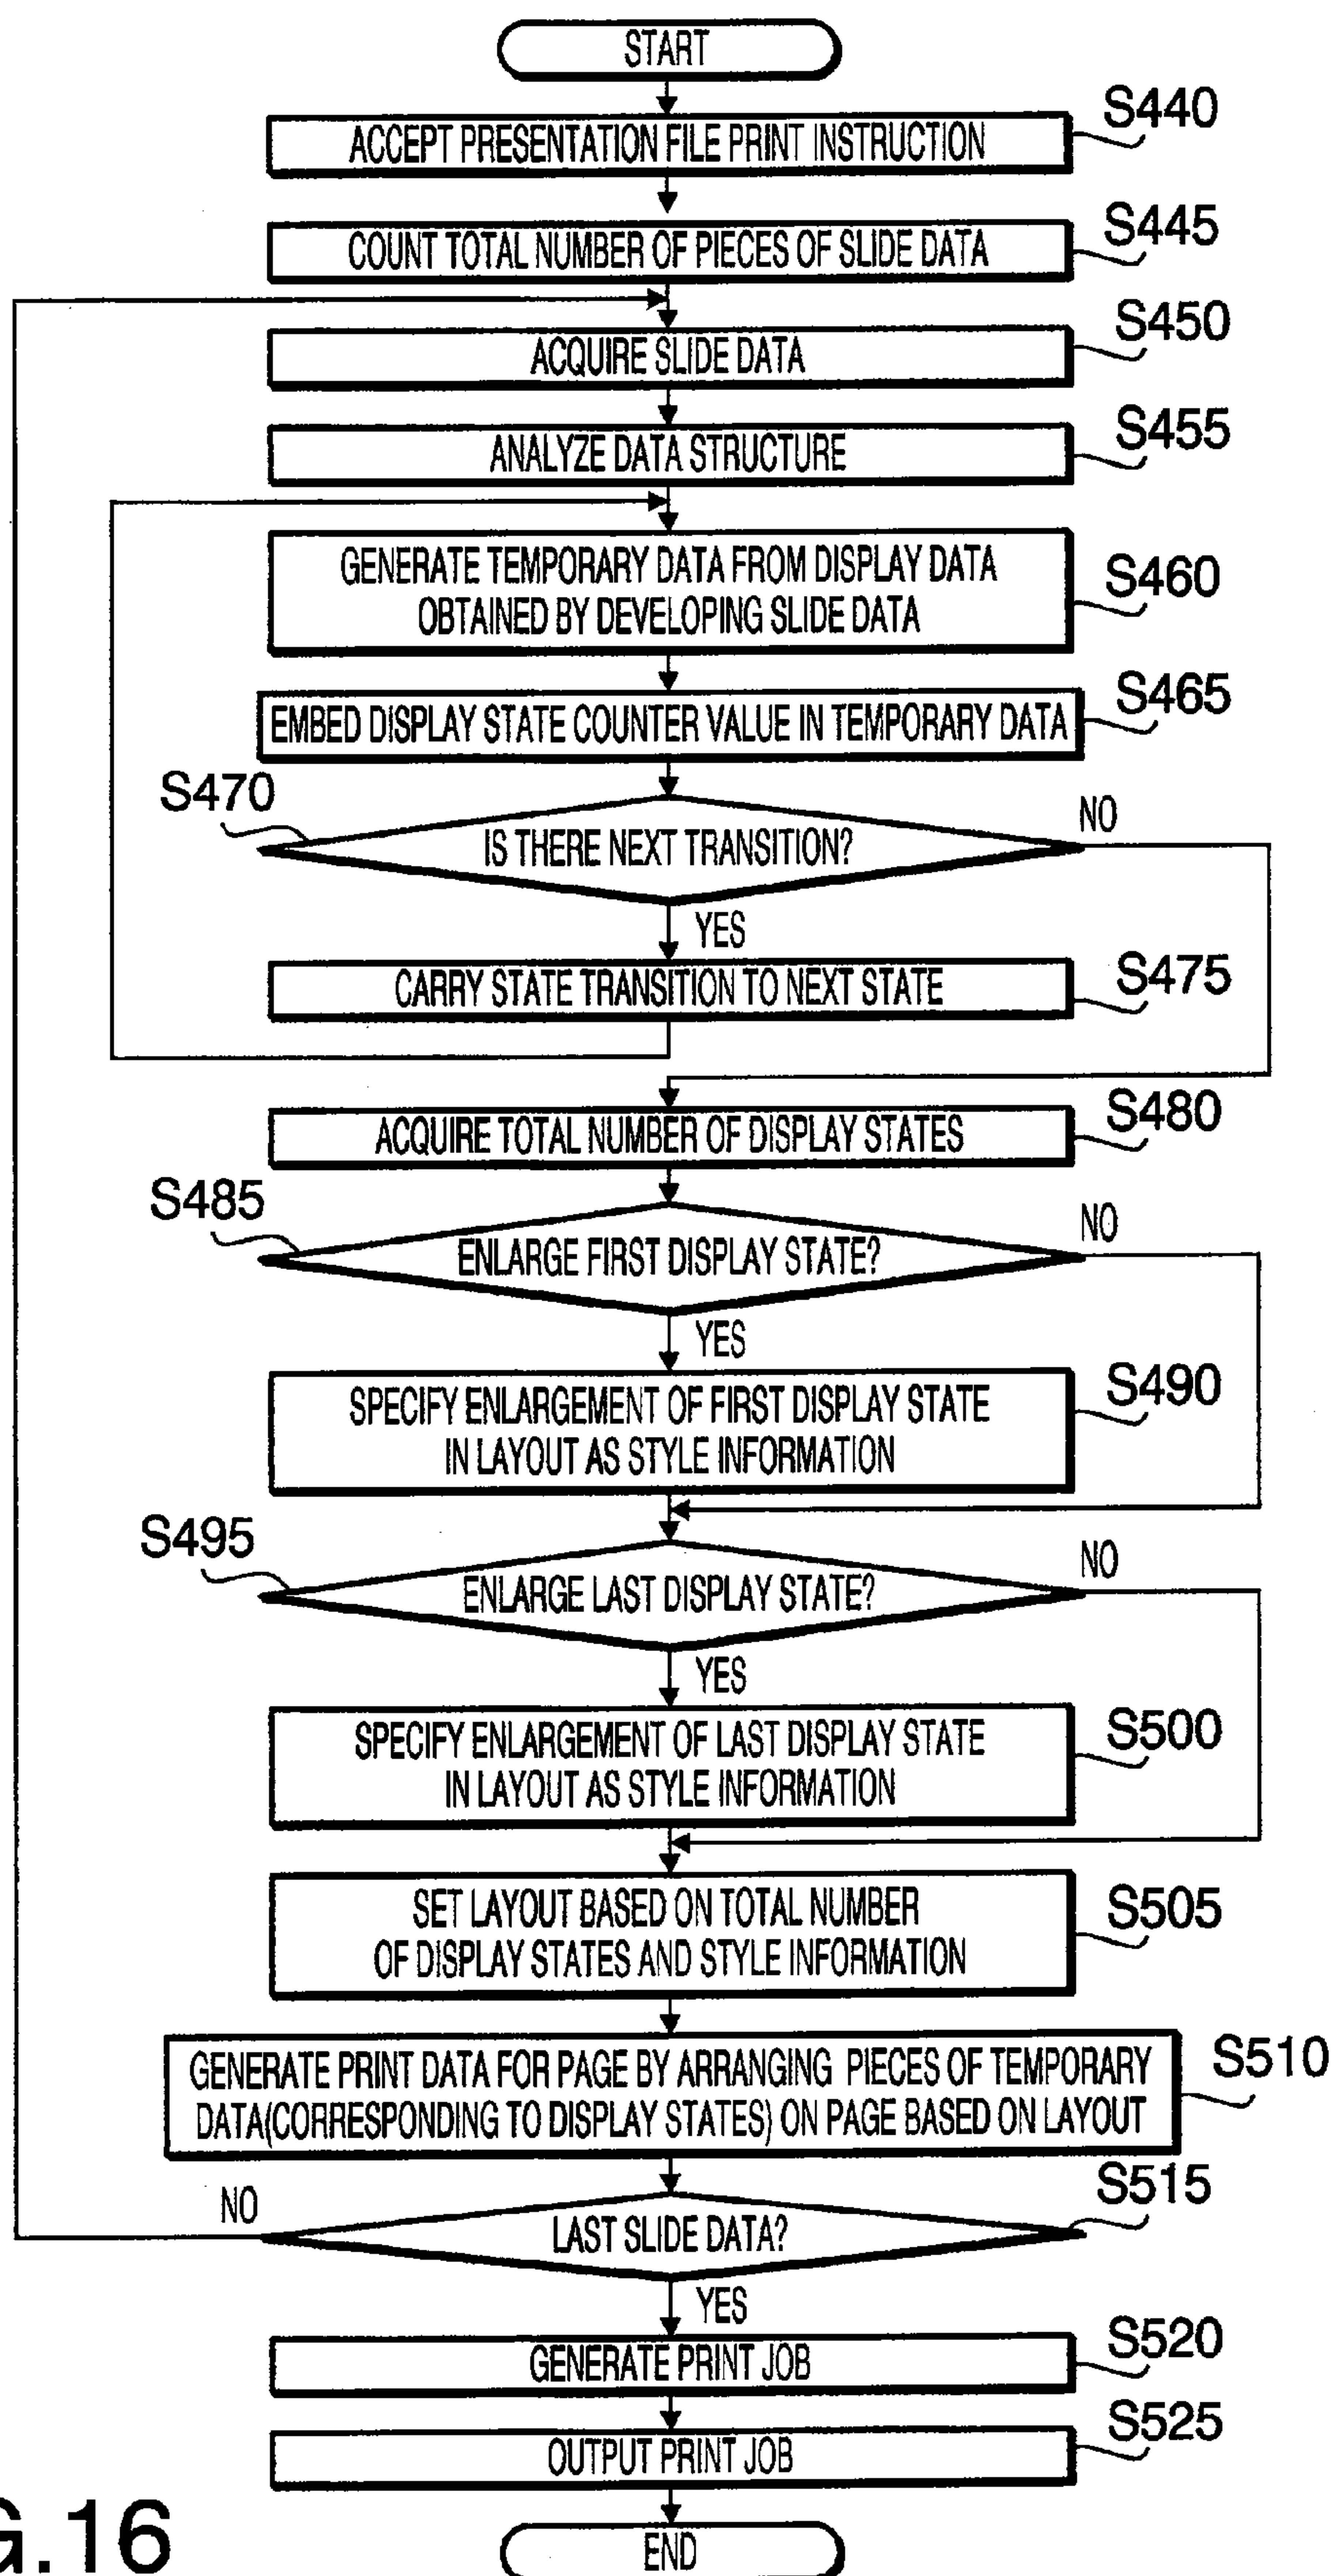 START
S440
ACCEPT PRESENTATION FILE PRINT INSTRUCTION
S445
COUNT TOTAL NUMBER OF PIECES OF SLIDE DATA
S450
ACQUIRE SLIDE DATA
S455
ANALYZE DATA STRUCTURE
S460
GENERATE TEMPORARY DATA FROM DISPLAY DATA
OBTAINED BY DEVELOPING SLIDE DATA
S465
EMBED DISPLAY STATE COUNTER VALUE IN TEMPORARY DATA
S470
NO
IS THERE NEXT TRANSITION?
YES
S475
CARRY STATE TRANSITION TO NEXT STATE
S480
ACQUIRE TOTAL NUMBER OF DISPLAY STATES
S485
NO
ENLARGE FIRST DISPLAY STATE?
YES
S490
SPECIFY ENLARGEMENT OF FIRST DISPLAY STATE
IN LAYOUT AS STYLE INFORMATION
S495
NO
ENLARGE LAST DISPLAY STATE?
YES
S500
SPECIFY ENLARGEMENT OF LAST DISPLAY STATE
IN LAYOUT AS STYLE INFORMATION
S505
SET LAYOUT BASED ON TOTAL NUMBER
OF DISPLAY STATES AND STYLE INFORMATION
S510
GENERATE PRINT DATA FOR PAGE BY ARRANGING PIECES OF TEMPORARY
DATA(CORRESPONDING TO DISPLAY STATES) ON PAGE BASED ON LAYOUT
S515
NO
LAST SLIDE DATA?
YES
S520
GENERATE PRINT JOB
S525
OUTPUT PRINT JOB
END
G.16